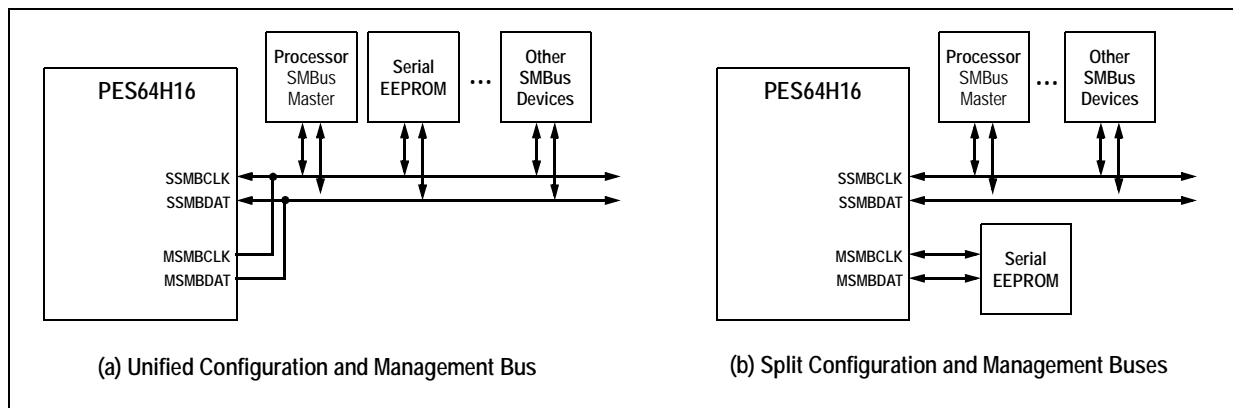 PES64H16
Processor
SMBus
Master
Serial
EEPROM
...
Other
SMBus
Devices
SSMBCLK
SSMBDAT
MSMBCLK
MSMBDAT
(a) Unified Configuration and Management Bus
PES64H16
Processor
SMBus
Master
...
Other
SMBus
Devices
SSMBCLK
SSMBDAT
MSMBCLK
MSMBDAT
Serial
EEPROM
(b) Split Configuration and Management Buses